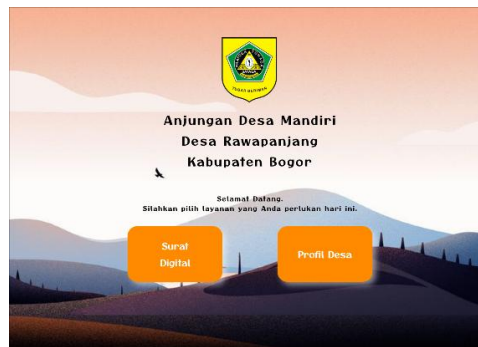 Anjungan Desa Mandiri
Desa Rawapanjang
Kabupaten Bogor
Selamat Datang.
Silahkan pilih layanan yang Anda perlukan hari ini.
Surat
Digital
Profil Desa